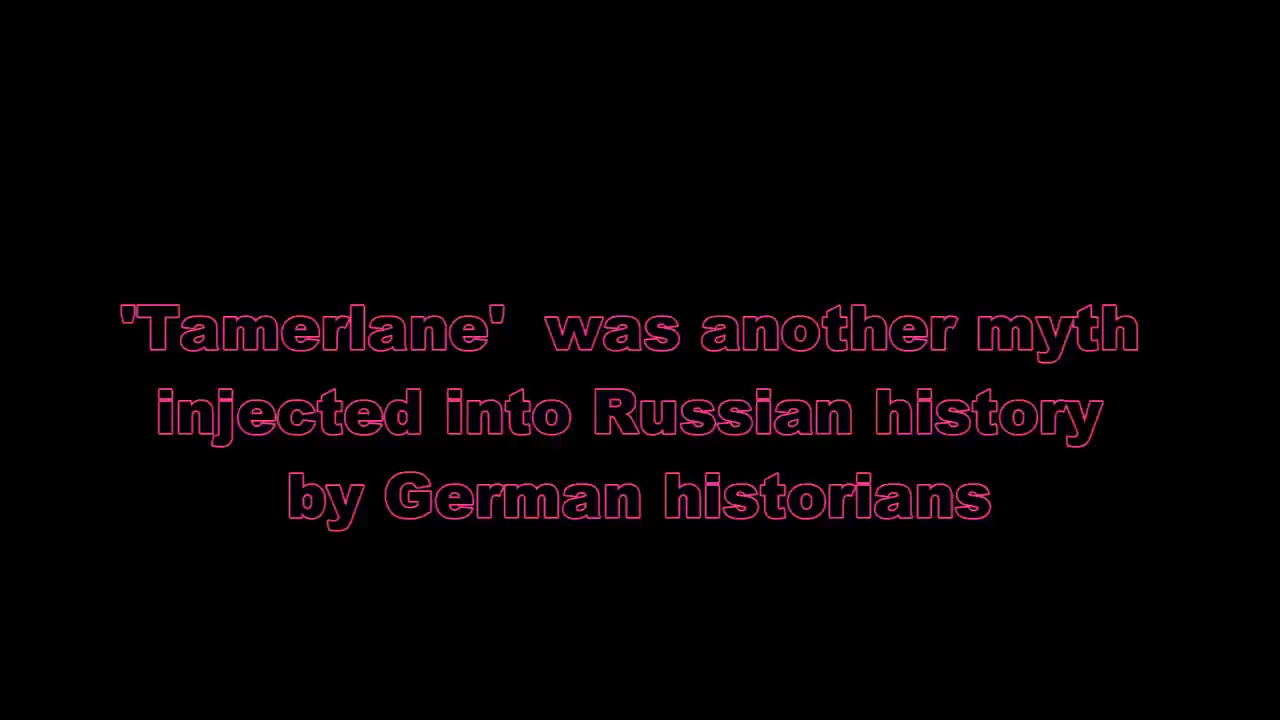 'Tamerlane'  was another myth
injected into Russian history
by German historians